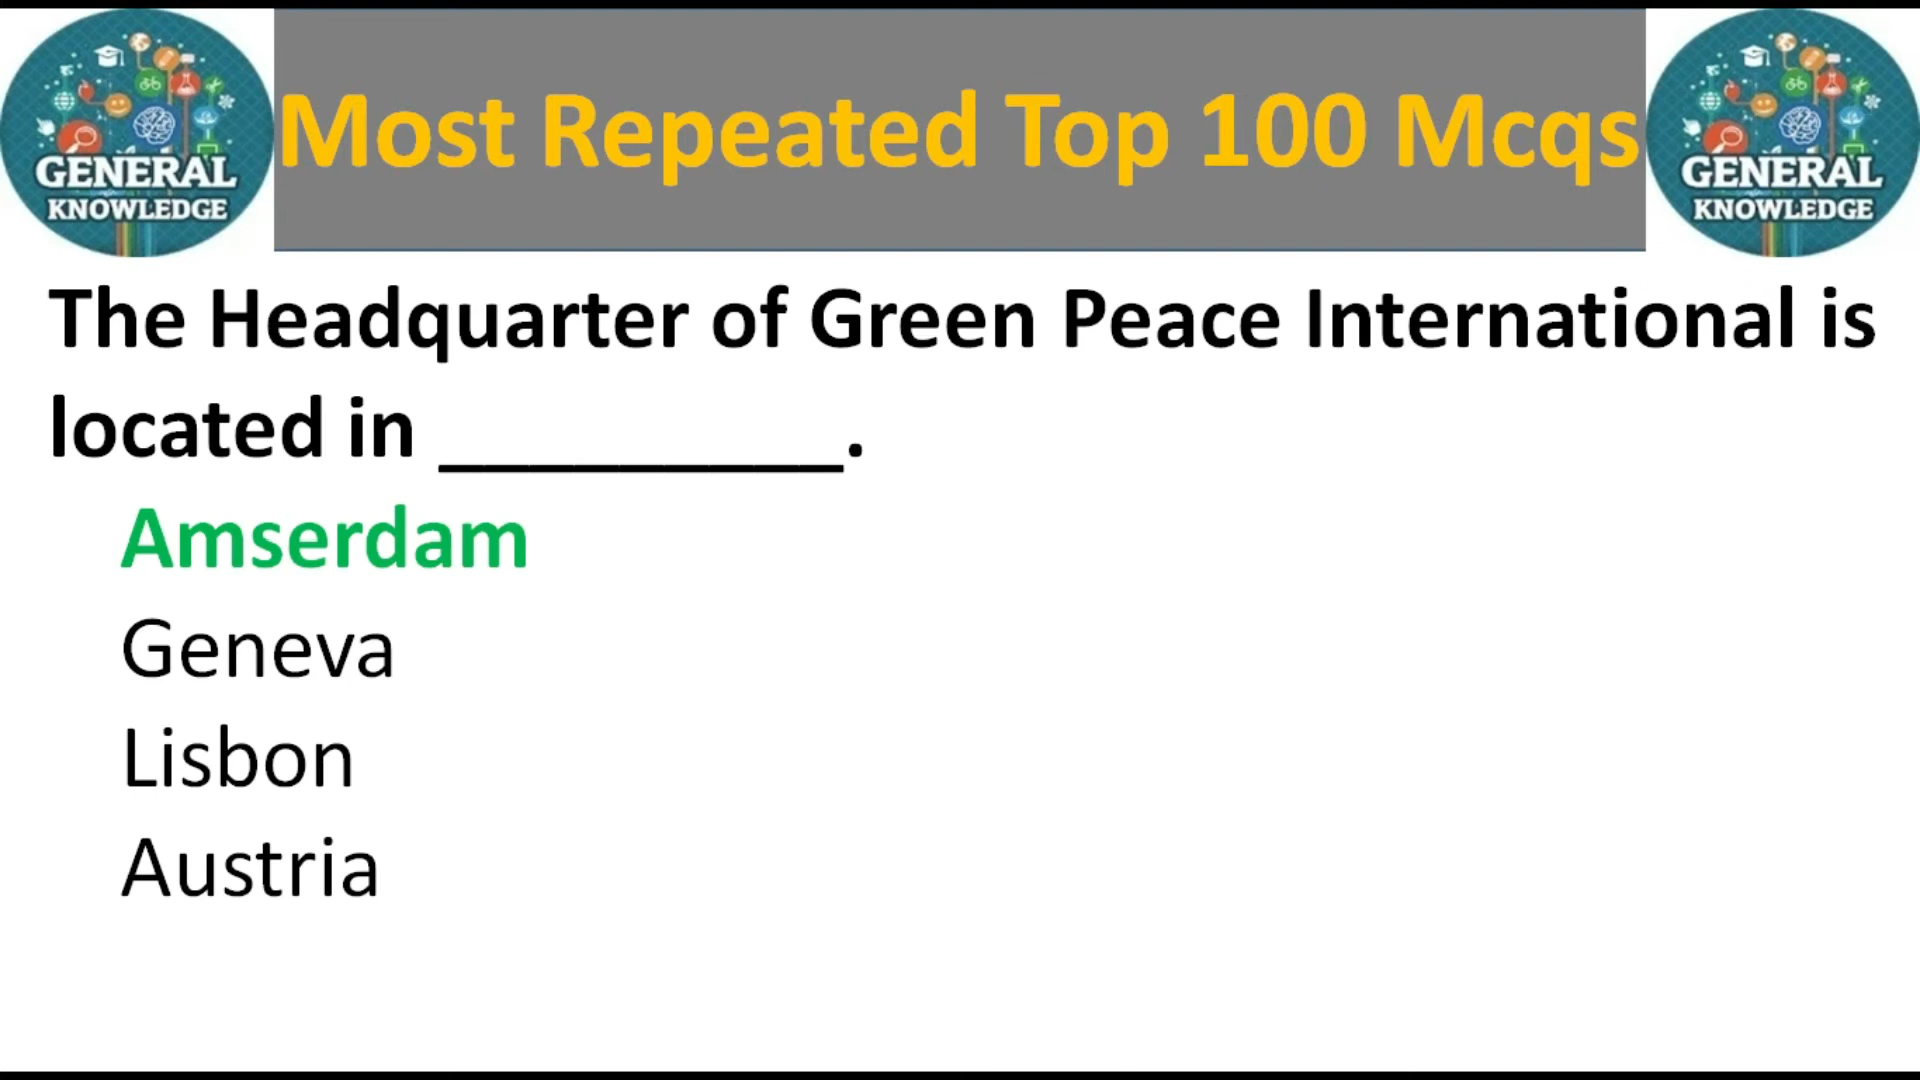 GENERAL
KNOWLEDGE
Most Repeated Top 100 Mcqs
GENERAL
KNOWLEDGE
The Headquarter of Green Peace International is
located in __________.
Amserdam
Geneva
Lisbon
Austria